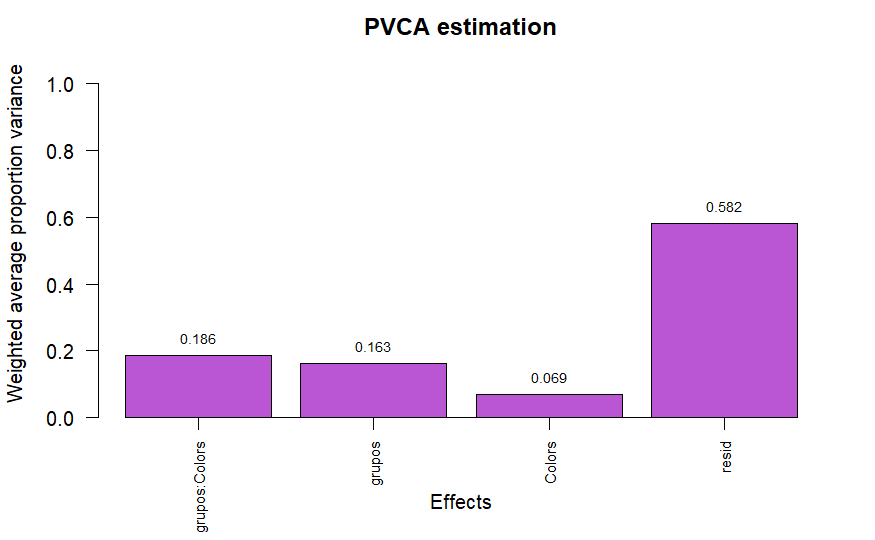 PVCA estimation
Weighted average proportion variance
1.0
0.8
0.6
0.4
0.2
0.0
0.186
0.163
0.069
0.582
grupos:Colors
grupos
Colors
resid
Effects